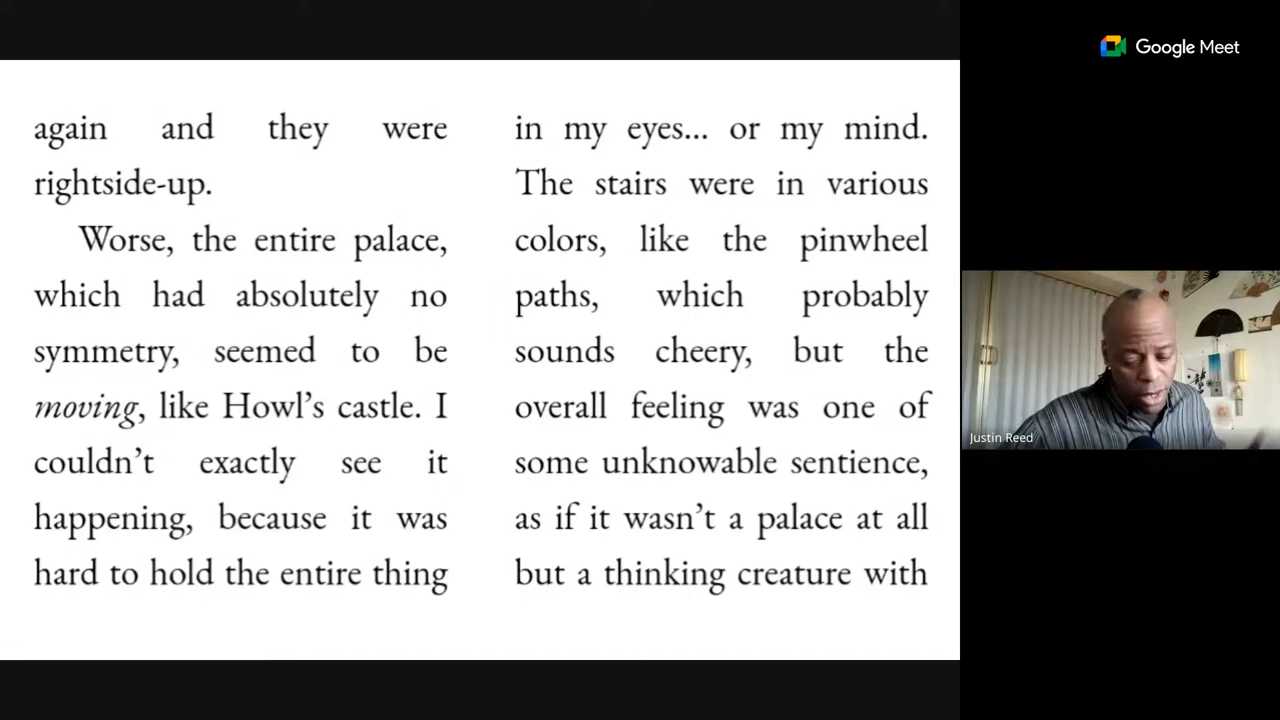 again and they were
rightside-up.
Worse, the entire palace,
which had absolutely no
symmetry, seemed to be
moving, like Howl’s castle. I
couldn’t exactly see it
happening, because it was
hard to hold the entire thing
in my eyes... or my mind.
The stairs were in various
colors, like the pinwheel
paths, which probably
sounds cheery, but the
overall feeling was one of
some unknowable sentience,
as if it wasn’t a palace at all
but a thinking creature with
Google Meet
Justin Reed